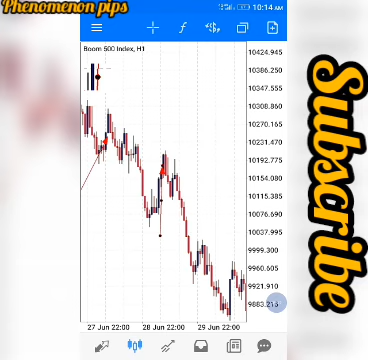 Phenomenon pips
10:14 AM
Boom 500 Index, H1
10424.945
10386.250
10347.555
10308.860
10270.165
10231.470
10192.775
10154.080
10115.385
10076.690
10037.995
9999.300
9960.605
9921.910
9883.215
27 Jun 22:00
28 Jun 22:00
29 Jun 22:00
Subscribe